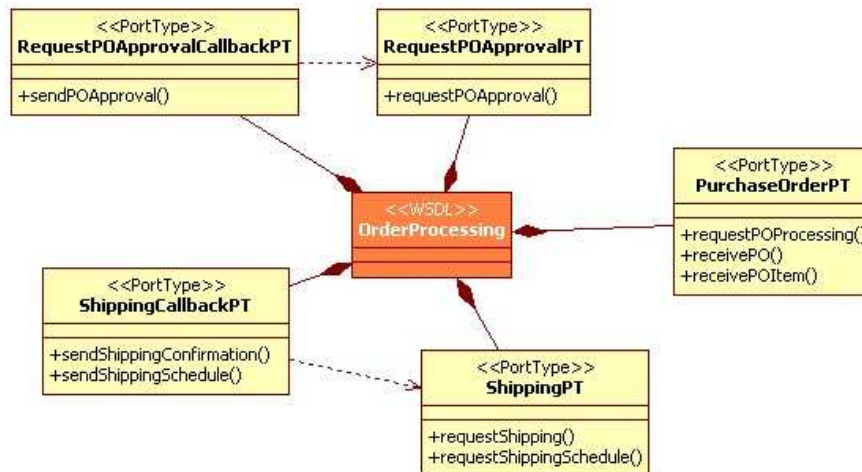 <<PortType>>
RequestPOApprovalCallbackPT
+sendPOApproval()
<<PortType>>
RequestPOApprovalPT
+requestPOApproval()
<<WSDL>>
OrderProcessing
<<PortType>>
PurchaseOrderPT
+requestPOProcessing()
+receivePO()
+receivePOItem()
<<PortType>>
ShippingCallbackPT
+sendShippingConfirmation()
+sendShippingSchedule()
<<PortType>>
ShippingPT
+requestShipping()
+requestShippingSchedule()